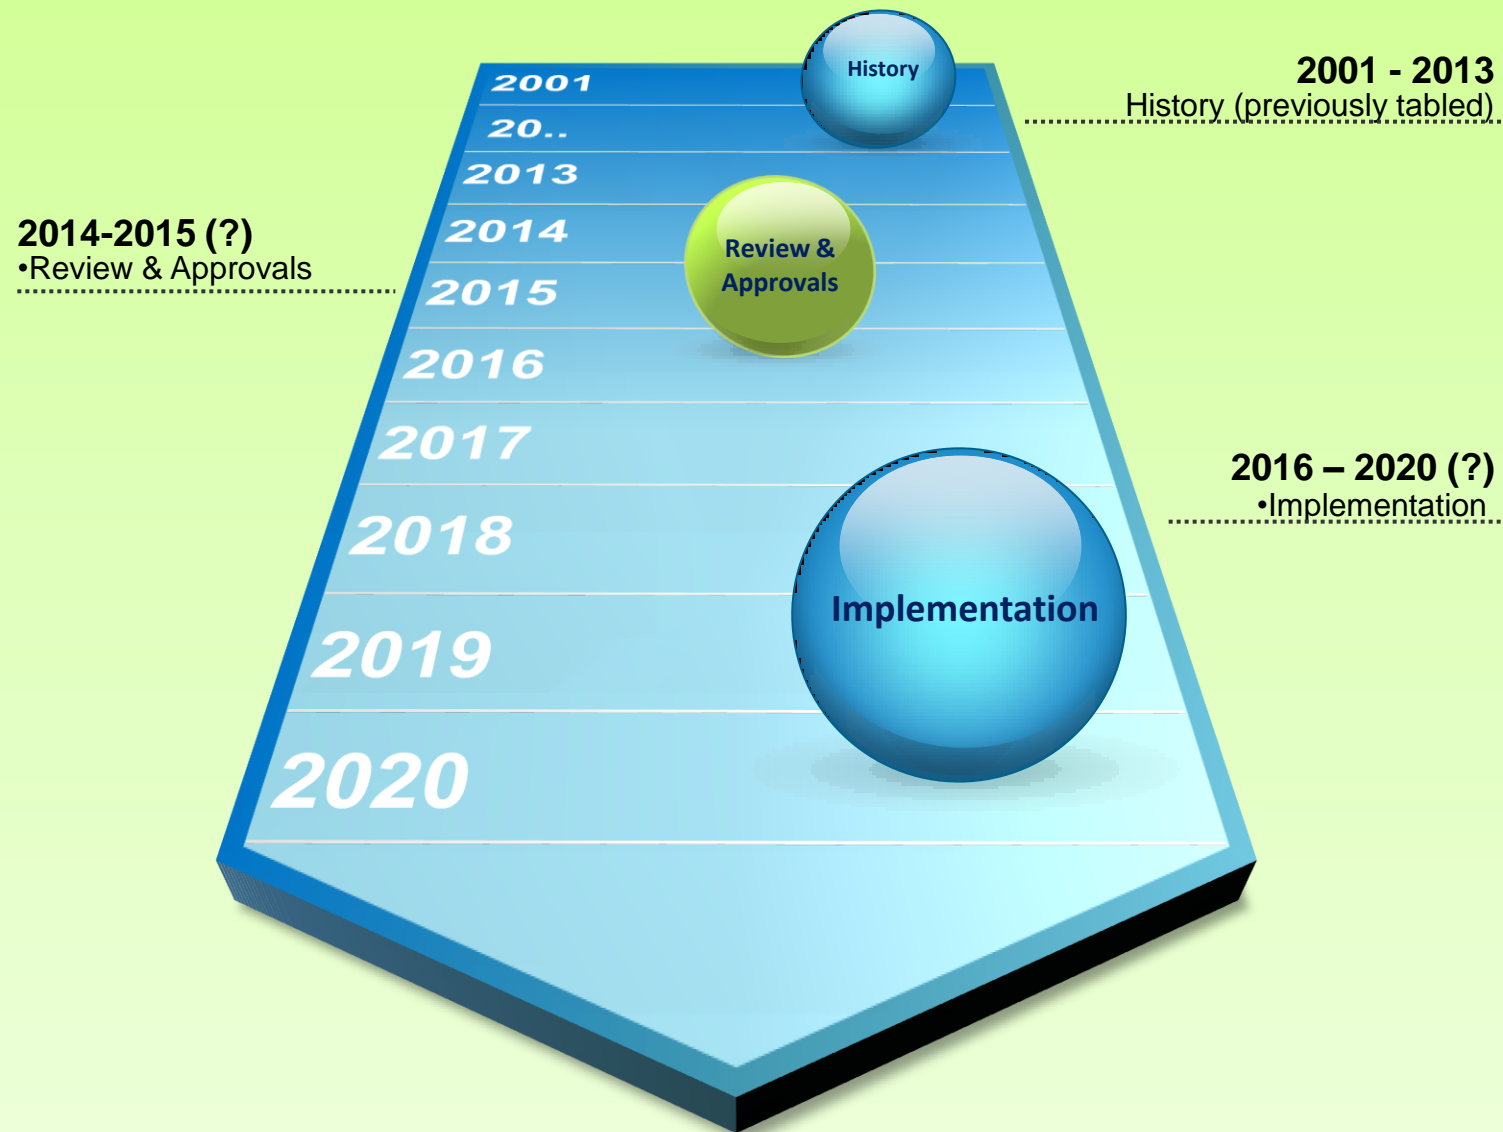 History
2001 - 2013
History (previously tabled)
2001
20..
2013
2014-2015 (?)
•Review & Approvals
2014
Review &
Approvals
2015
2016
2017
2016 – 2020 (?)
•Implementation
2018
Implementation
2019
2020